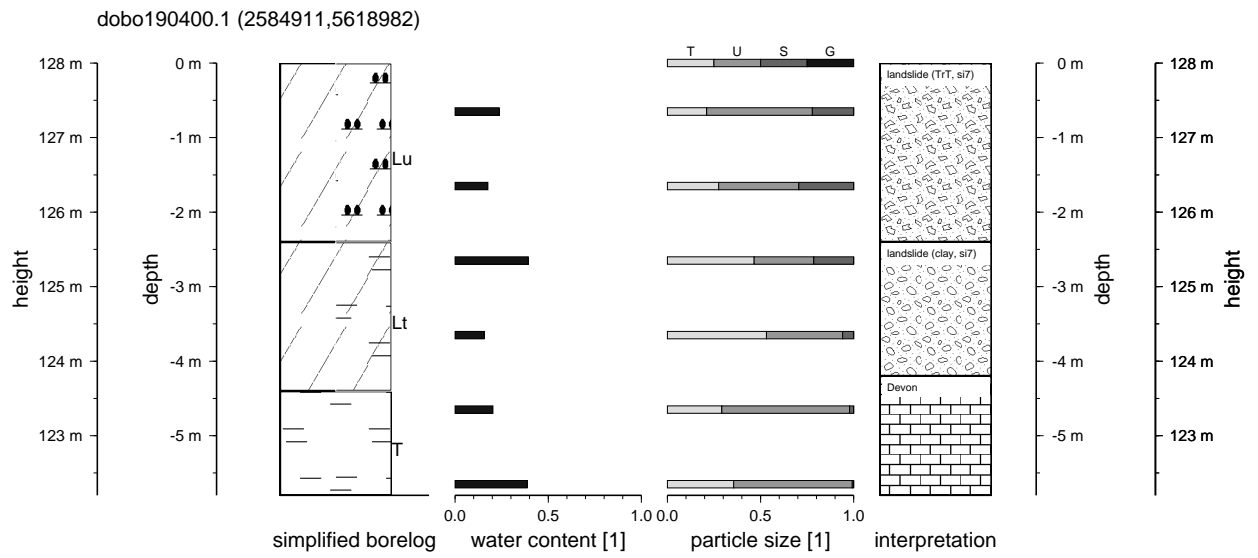 dobo190400.1 (2584911,5618982)
T U S G
128 m
0 m
landslide (TrT, si7)
0 m
128 m
127 m
-1 m
-1 m
127 m
Lu
126 m
-2 m
-2 m
126 m
landslide (clay, si7)
125 m
-3 m
-3 m
125 m
Lt
124 m
-4 m
-4 m
124 m
Devon
123 m
-5 m
-5 m
123 m
T
height
depth
depth
height
0.0 0.5 1.0
0.0 0.5 1.0
simplified borelog
water content [1]
particle size [1]
interpretation